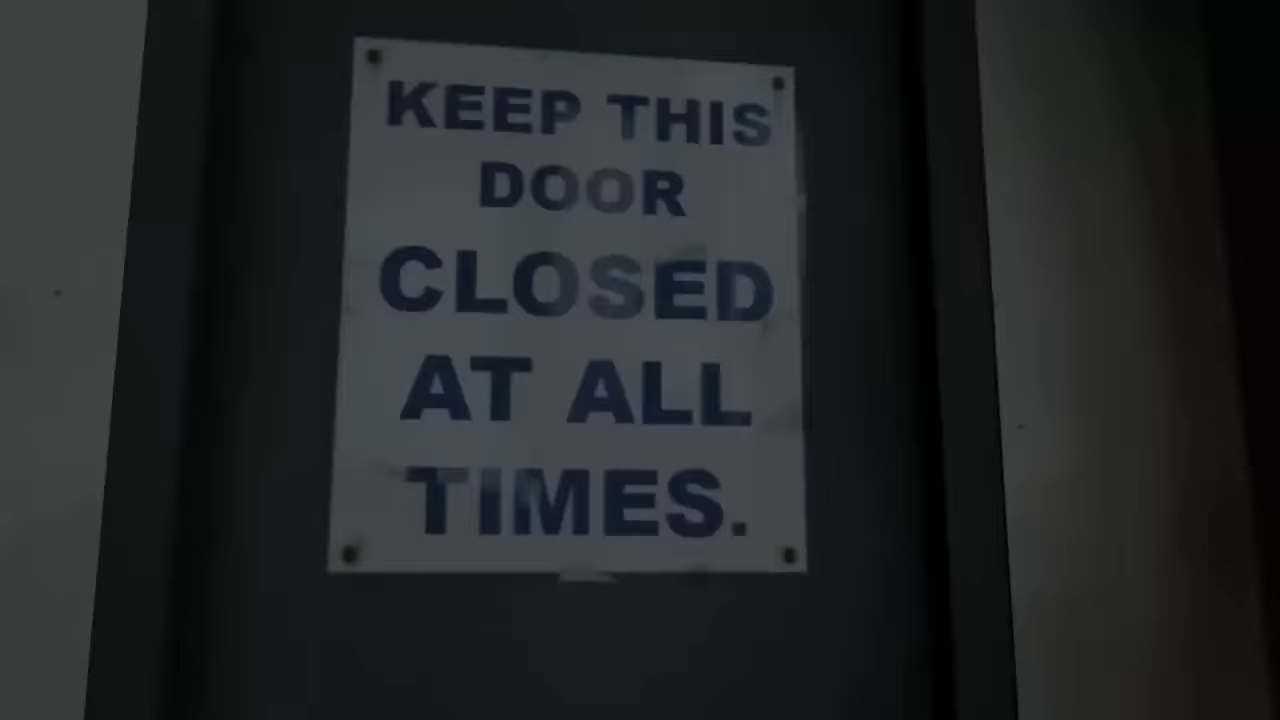 KEEP THIS
DOOR
CLOSED
AT ALL
TIMES.